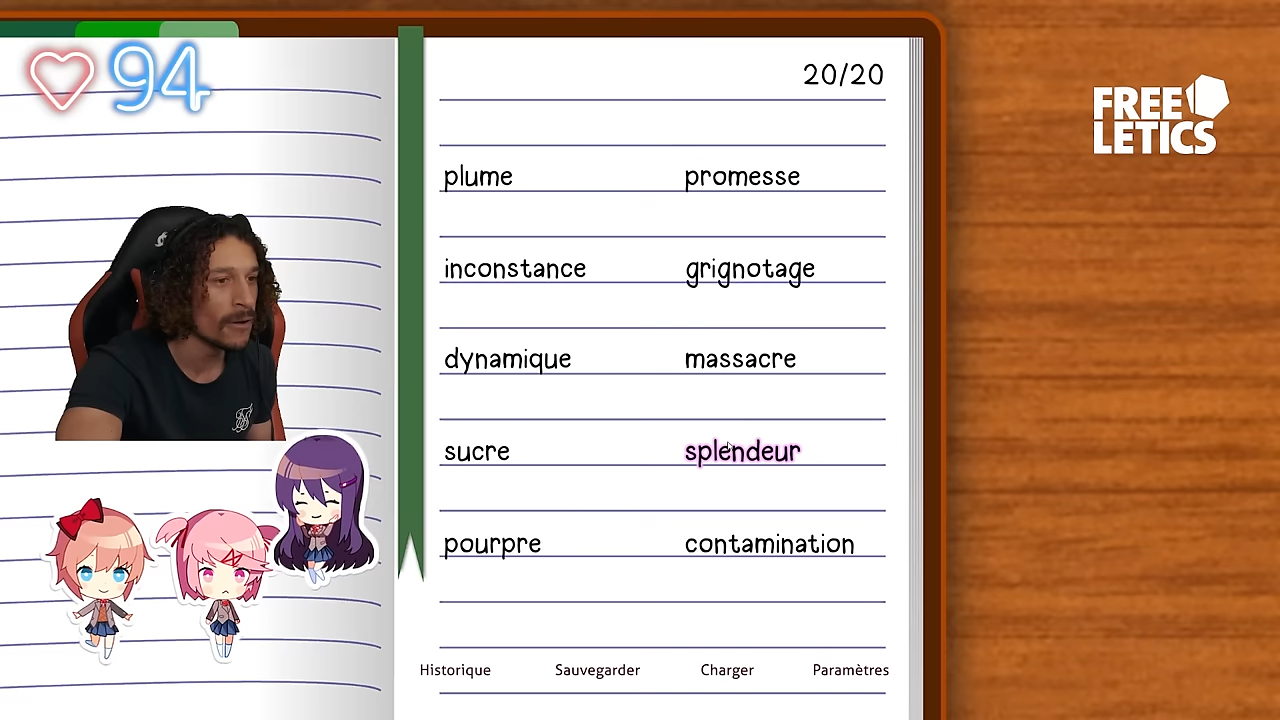 94
20/20
FREE
LETICS
plume promesse
inconstance grignotage
dynamique massacre
sucre splendeur
pourpre contamination
Historique Sauvegarder Charger Paramètres